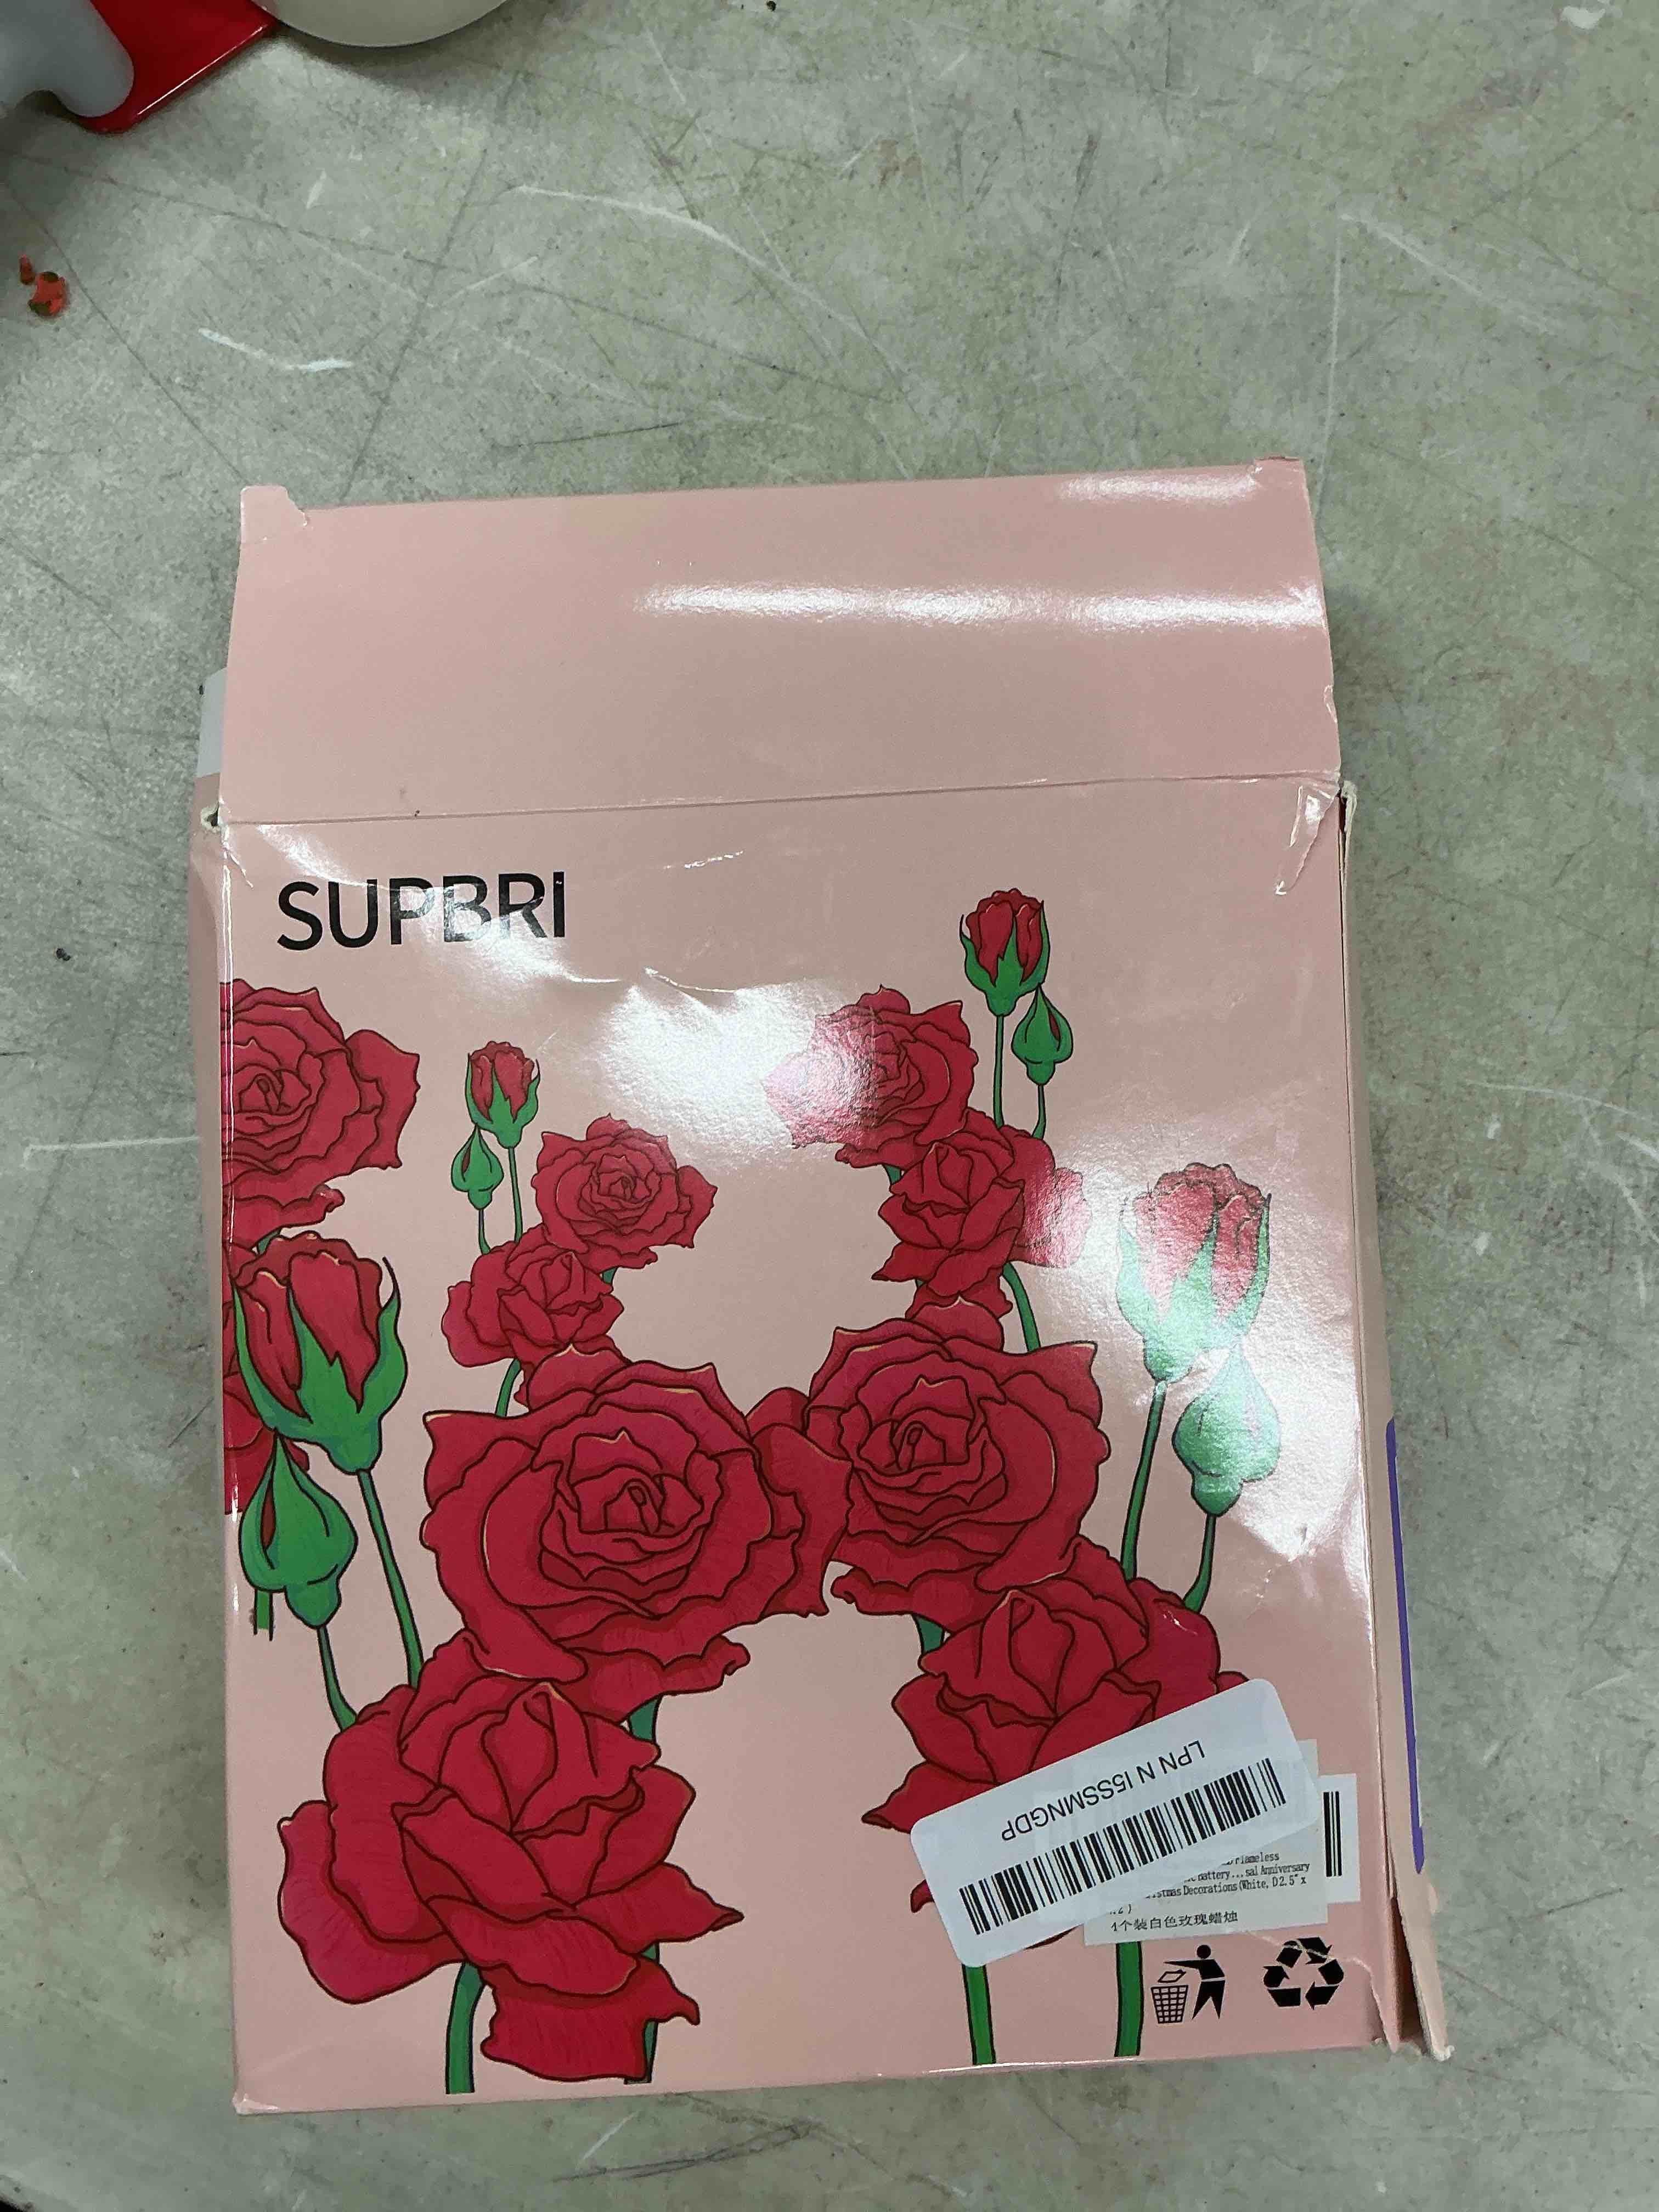 SUPBRI
LPN N I5SSMNGDP
Flameless
battery...sal Anniversary
stmas Decorations(White, D2.5" x
4个装白色玫瑰蜡烛